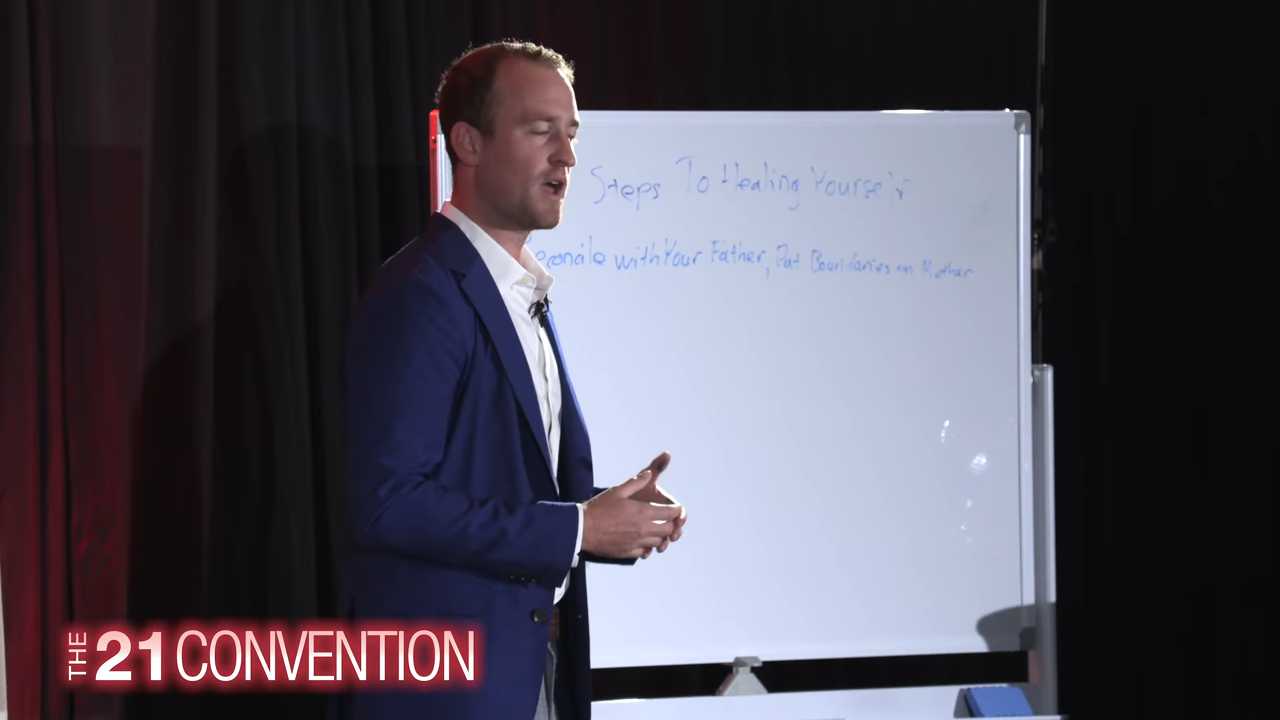 Steps To Healing Yourself
with Your Father, Put Boundaries on Mother
THE 21 CONVENTION